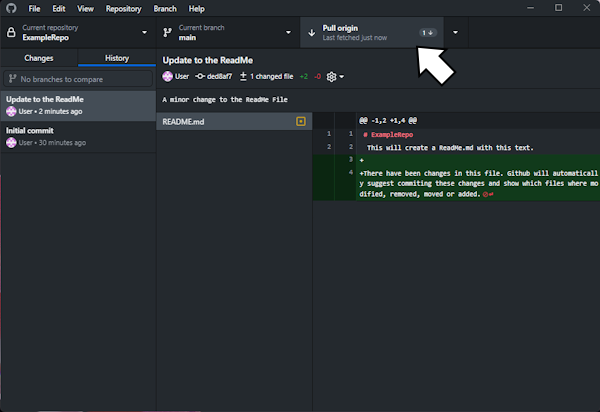 File Edit View Repository Branch Help
Current repository
ExampleRepo
Current branch
main
Pull origin
Last fetched just now
1
Changes
History
No branches to compare
Update to the ReadMe
User • 2 minutes ago
Initial commit
User • 30 minutes ago
Update to the ReadMe
User ded8af7 1 changed file +2 -0
A minor change to the ReadMe File
README.md
@@ -1,2 +1,4 @@
1 1 # ExampleRepo
2 2 This will create a ReadMe.md with this text.
3 +
4 +There have been changes in this file. Github will automaticall
y suggest commiting these changes and show which files where mo
dified, removed, moved or added.